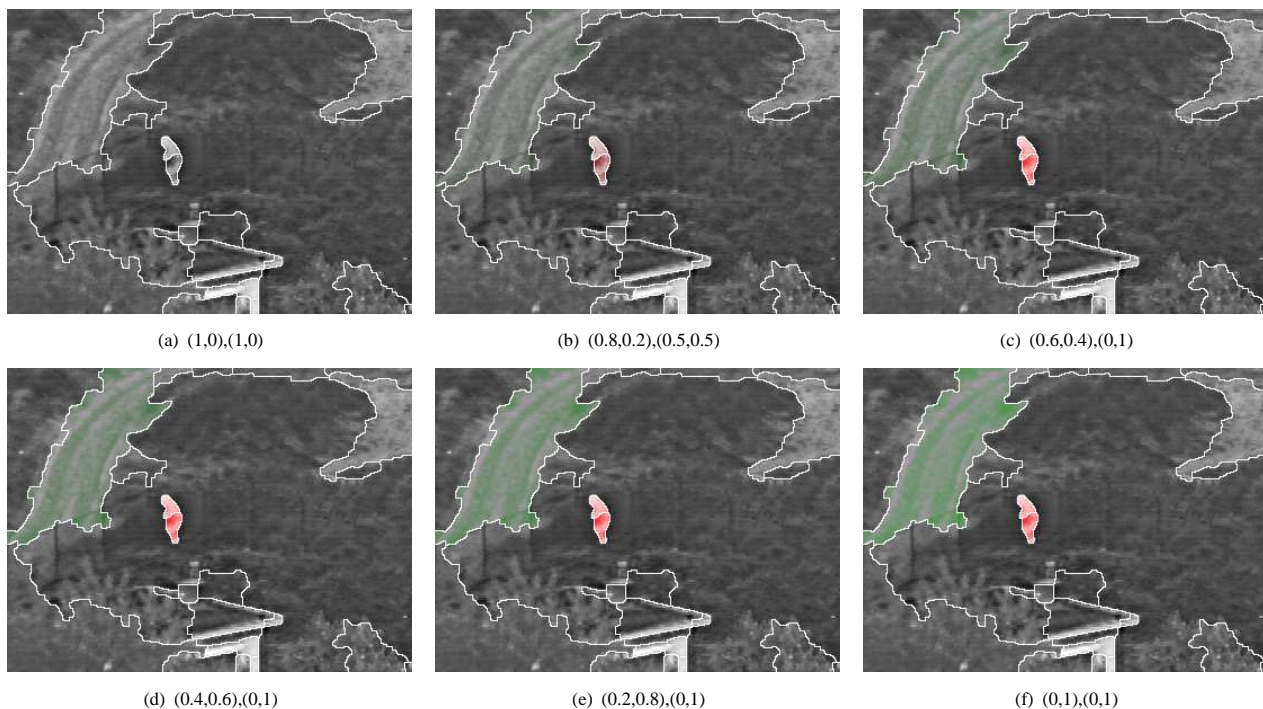 (a) (1,0),(1,0)
(b) (0.8,0.2),(0.5,0.5)
(c) (0.6,0.4),(0,1)
(d) (0.4,0.6),(0,1)
(e) (0.2,0.8),(0,1)
(f) (0,1),(0,1)